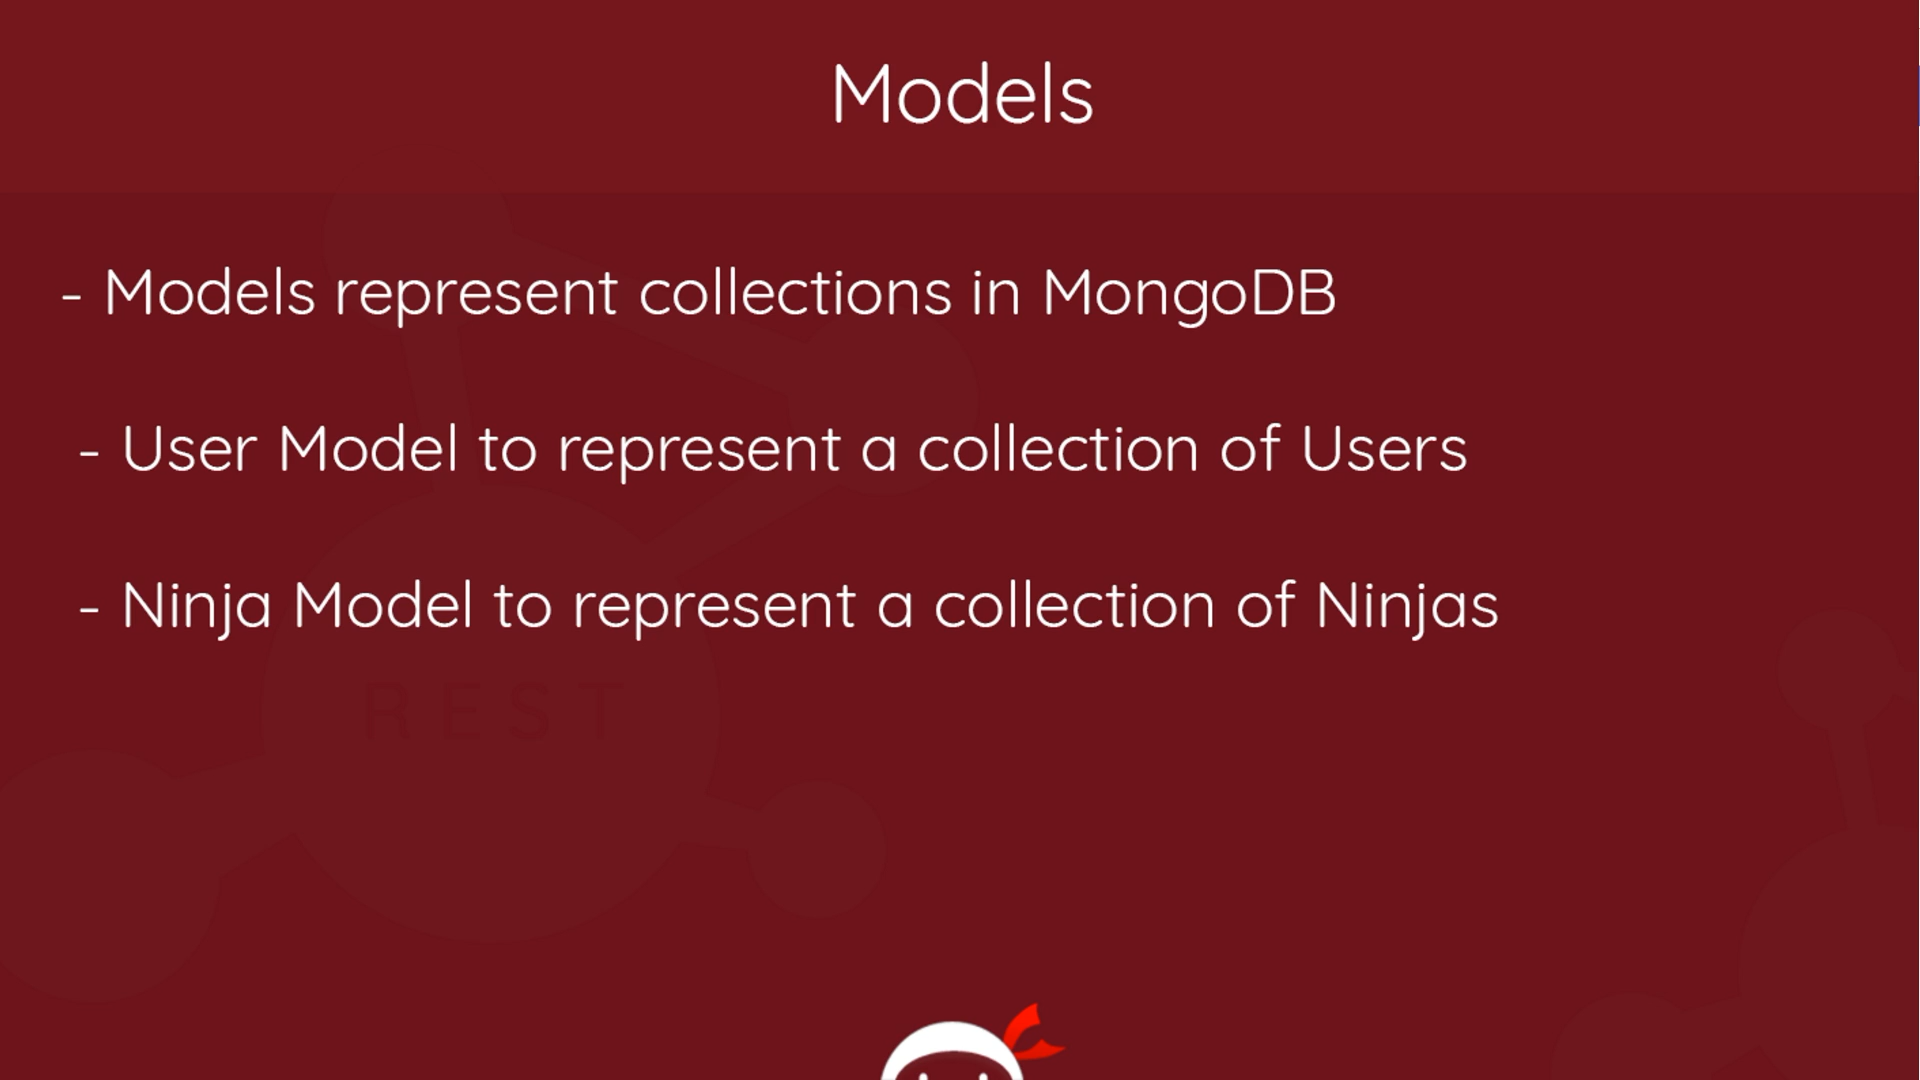 Models
- Models represent collections in MongoDB
- User Model to represent a collection of Users
- Ninja Model to represent a collection of Ninjas
REST